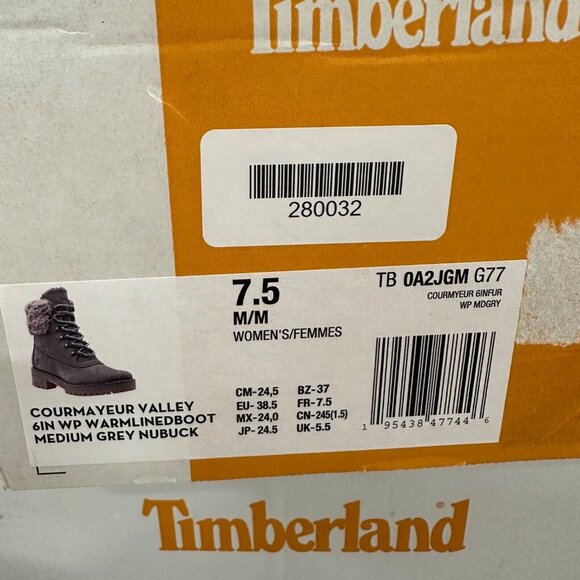 Timberland
280032
7.5
M/M
WOMEN'S/FEMMES
TB 0A2JGM G77
COURMYEUR 6INFUR
WP MDGRY
COURMAYEUR VALLEY
6IN WP WARMLINEDBOOT
MEDIUM GREY NUBUCK
CM-24,5 BZ-37
EU-38.5 FR-7.5
MX-24,0 CN-245(1.5)
JP-24.5 UK-5.5
1 95438 47744 6
Timberland®